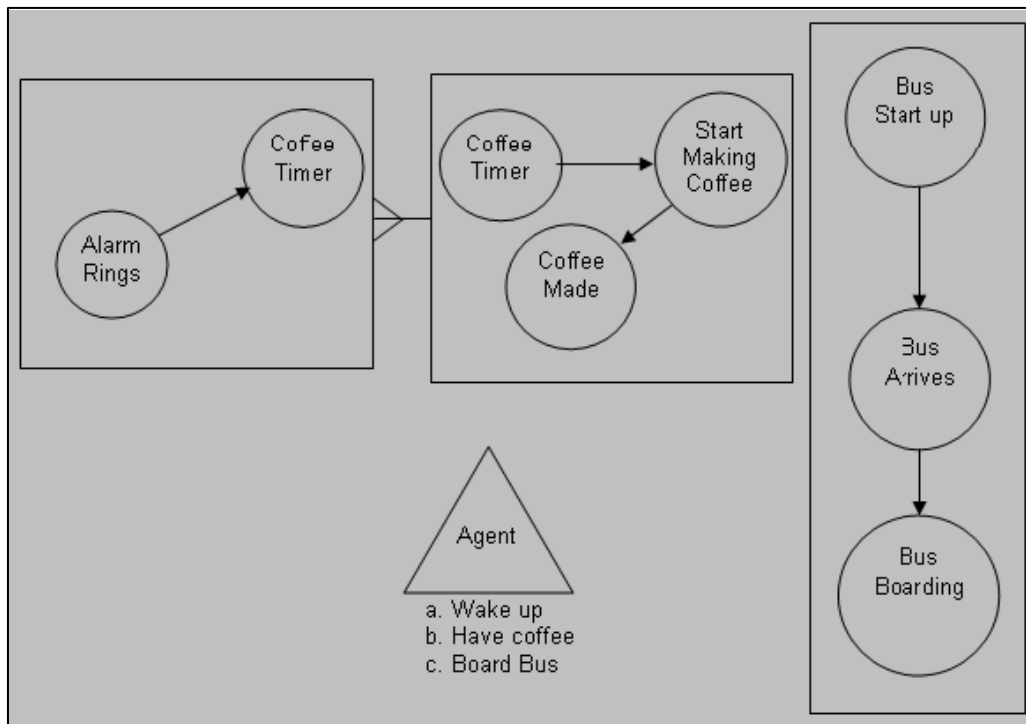 Alarm
Rings
Coffee
Timer
Coffee
Timer
Start
Making
Coffee
Coffee
Made
Bus
Start up
Bus
Arrives
Bus
Boarding
Agent
a. Wake up
b. Have coffee
c. Board Bus